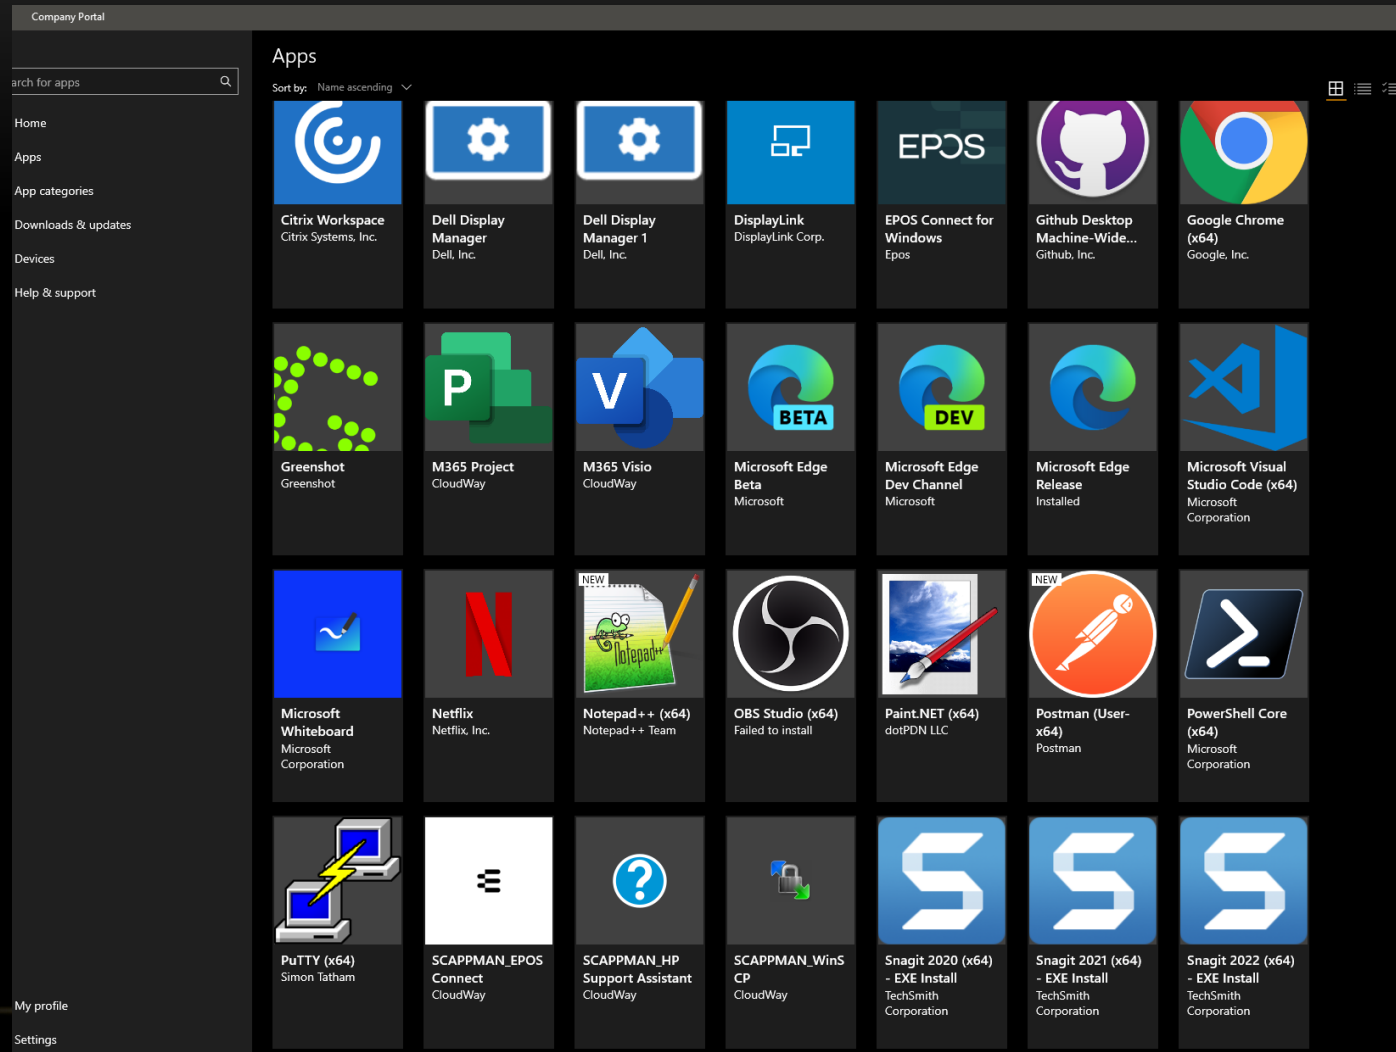 Company Portal
arch for apps
Home
Apps
App categories
Downloads & updates
Devices
Help & support
My profile
Settings
Apps
Sort by: Name ascending
EPOS
Citrix Workspace
Citrix Systems, Inc.
Dell Display
Manager
Dell, Inc.
Dell Display
Manager 1
Dell, Inc.
DisplayLink
DisplayLink Corp.
EPOS Connect for
Windows
Epos
Github Desktop
Machine-Wide...
Github, Inc.
Google Chrome
(x64)
Google, Inc.
Greenshot
Greenshot
P
M365 Project
CloudWay
V
M365 Visio
CloudWay
BETA
Microsoft Edge
Beta
Microsoft
DEV
Microsoft Edge
Dev Channel
Microsoft
Microsoft Edge
Release
Installed
Microsoft Visual
Studio Code (x64)
Microsoft
Corporation
Microsoft
Whiteboard
Microsoft
Corporation
N
Netflix
Netflix, Inc.
NEW
Notepad++
Notepad++ (x64)
Notepad++ Team
OBS Studio (x64)
Failed to install
Paint.NET (x64)
dotPDN LLC
NEW
Postman (User-
x64)
Postman
PowerShell Core
(x64)
Microsoft
Corporation
PuTTY (x64)
Simon Tatham
SCAPPMAN_EPOS
Connect
CloudWay
?
SCAPPMAN_HP
Support Assistant
CloudWay
SCAPPMAN_WinS
CP
CloudWay
Snagit 2020 (x64)
- EXE Install
TechSmith
Corporation
Snagit 2021 (x64)
- EXE Install
TechSmith
Corporation
Snagit 2022 (x64)
- EXE Install
TechSmith
Corporation